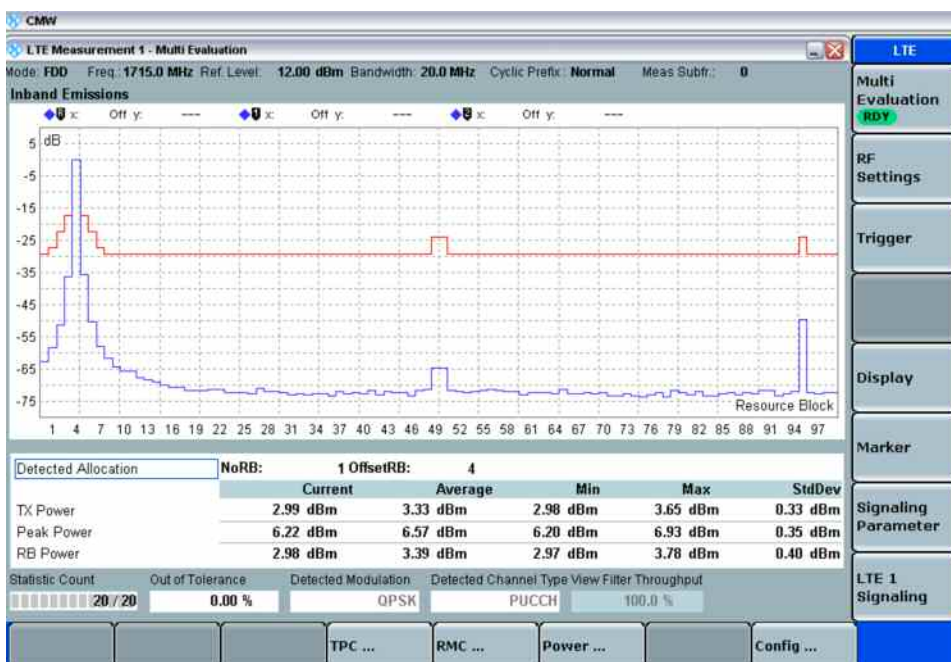 CMW
LTE Measurement 1 - Multi Evaluation
LTE
Mode: FDD Freq.: 1715.0 MHz Ref. Level: 12.00 dBm Bandwidth: 20.0 MHz Cyclic Prefix: Normal Meas Subfr.: 0
Inband Emissions
0 x: Off y: --- 1 x: Off y: --- 2 x: Off y: ---
dB
5
-5
-15
-25
-35
-45
-55
-65
-75
Resource Block
1 4 7 10 13 16 19 22 25 28 31 34 37 40 43 46 49 52 55 58 61 64 67 70 73 76 79 82 85 88 91 94 97
Detected Allocation NoRB: 1 OffsetRB: 4
Current Average Min Max StdDev
TX Power 2.99 dBm 3.33 dBm 2.98 dBm 3.65 dBm 0.33 dBm
Peak Power 6.22 dBm 6.57 dBm 6.20 dBm 6.93 dBm 0.35 dBm
RB Power 2.98 dBm 3.39 dBm 2.97 dBm 3.78 dBm 0.40 dBm
Statistic Count Out of Tolerance Detected Modulation Detected Channel Type View Filter Throughput
20 / 20 0.00 % QPSK PUCCH 100.0 %
TPC ... RMC ... Power ... Config ...
Multi
Evaluation
RDY
RF
Settings
Trigger
Display
Marker
Signaling
Parameter
LTE 1
Signaling